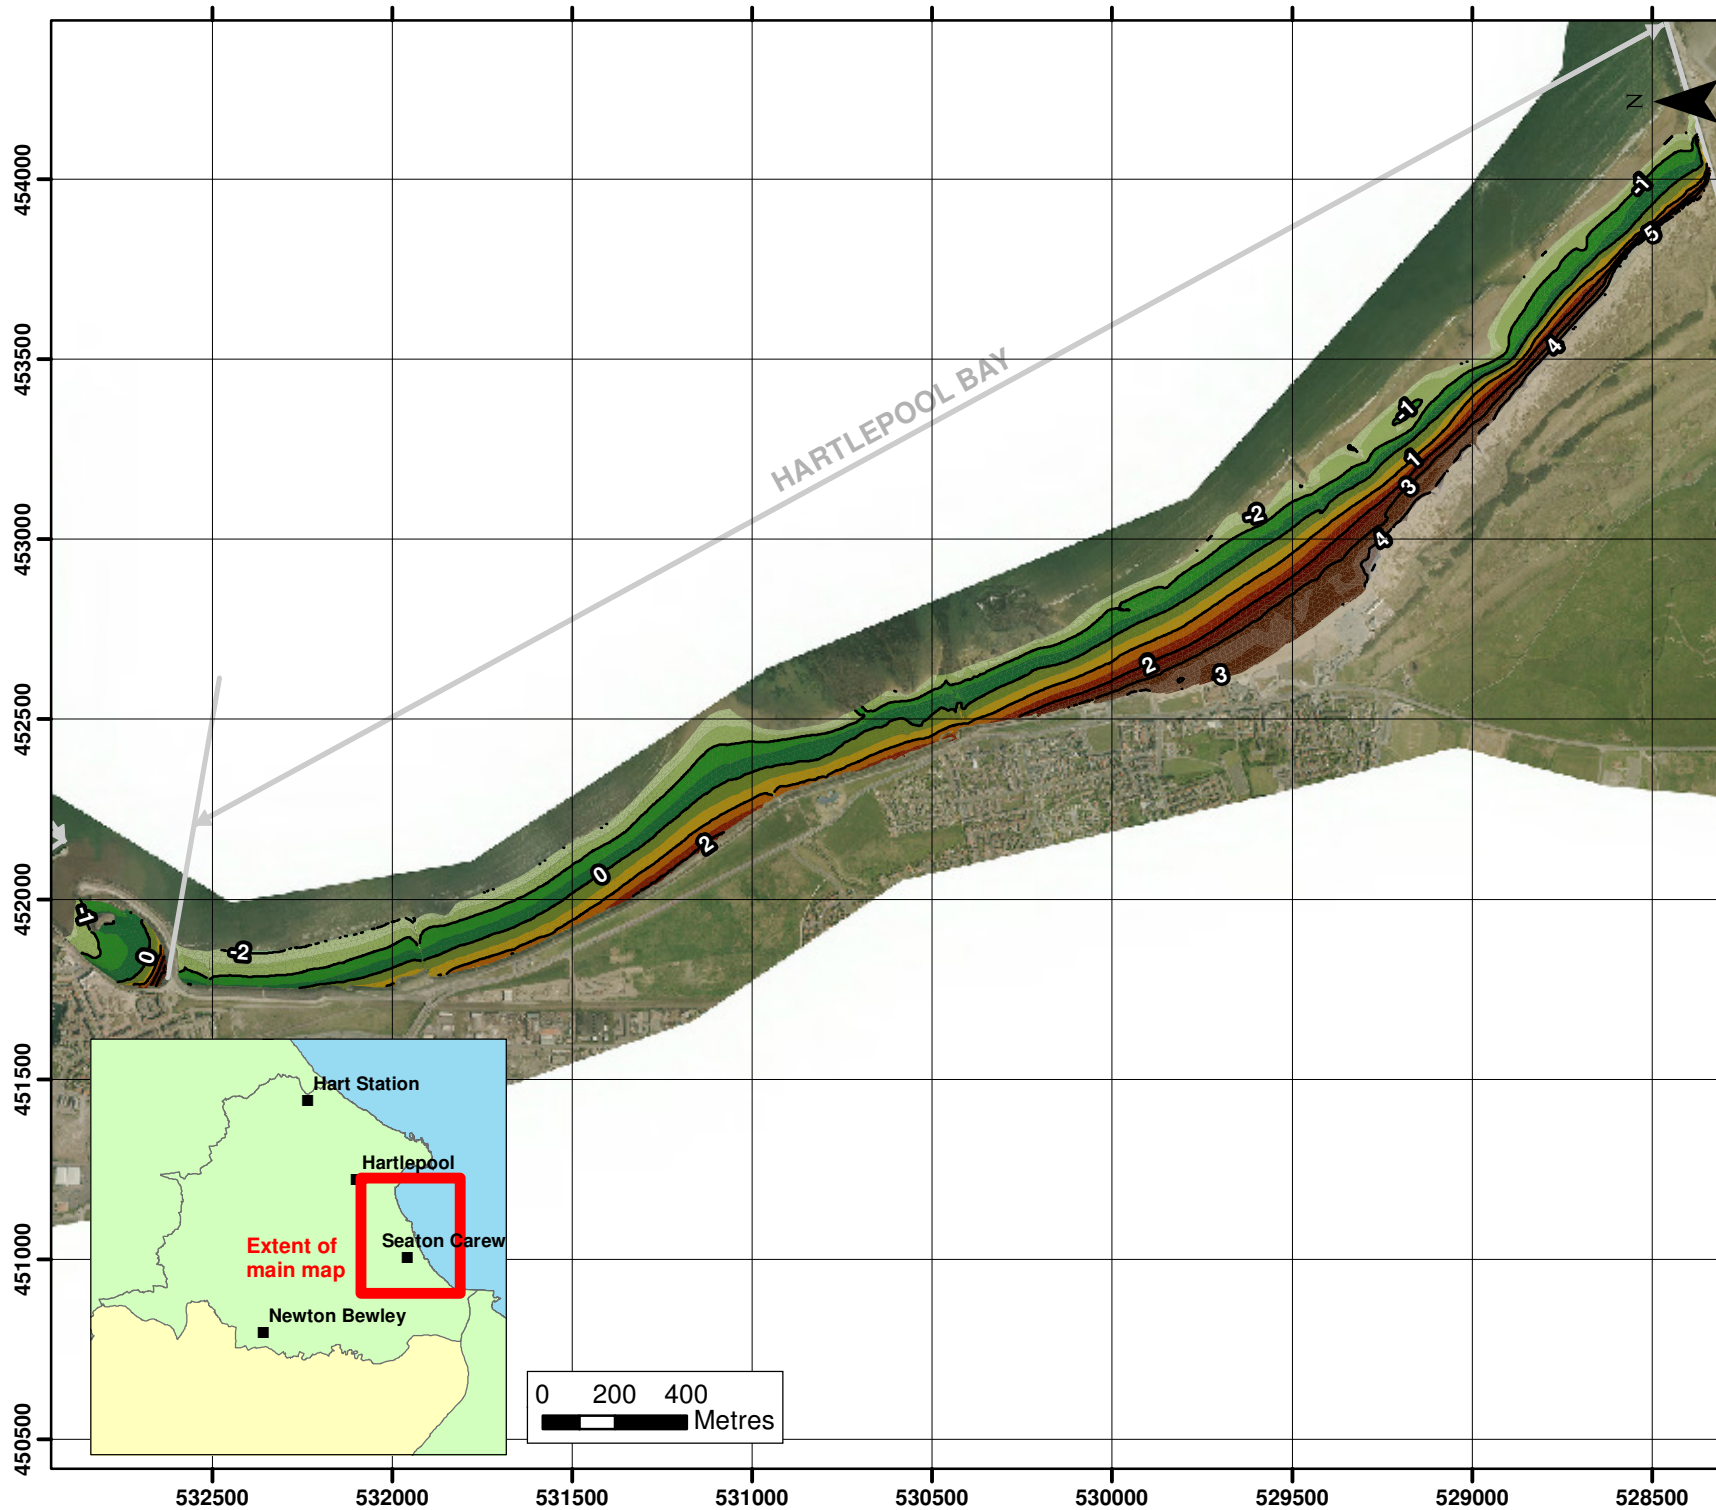 454000
453500
453000
452500
452000
451500
451000
450500
N
HARTLEPOOL BAY
-1
5
4
-1
1
3
-2
4
2
3
2
0
-1
0
-2
Hart Station
Hartlepool
Seaton Carew
Extent of
main map
Newton Bewley
0 200 400
Metres
532500 532000 531500 531000 530500 530000 529500 529000 528500